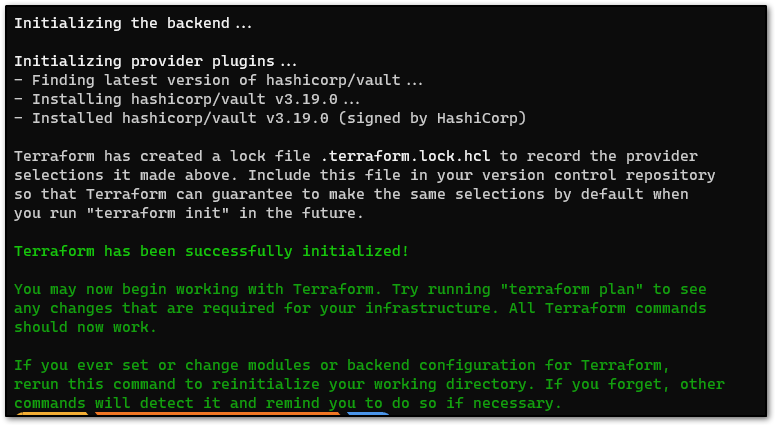 Initializing the backend...
Initializing provider plugins...
- Finding latest version of hashicorp/vault...
- Installing hashicorp/vault v3.19.0...
- Installed hashicorp/vault v3.19.0 (signed by HashiCorp)
Terraform has created a lock file .terraform.lock.hcl to record the provider
selections it made above. Include this file in your version control repository
so that Terraform can guarantee to make the same selections by default when
you run "terraform init" in the future.
Terraform has been successfully initialized!
You may now begin working with Terraform. Try running "terraform plan" to see
any changes that are required for your infrastructure. All Terraform commands
should now work.
If you ever set or change modules or backend configuration for Terraform,
rerun this command to reinitialize your working directory. If you forget, other
commands will detect it and remind you to do so if necessary.